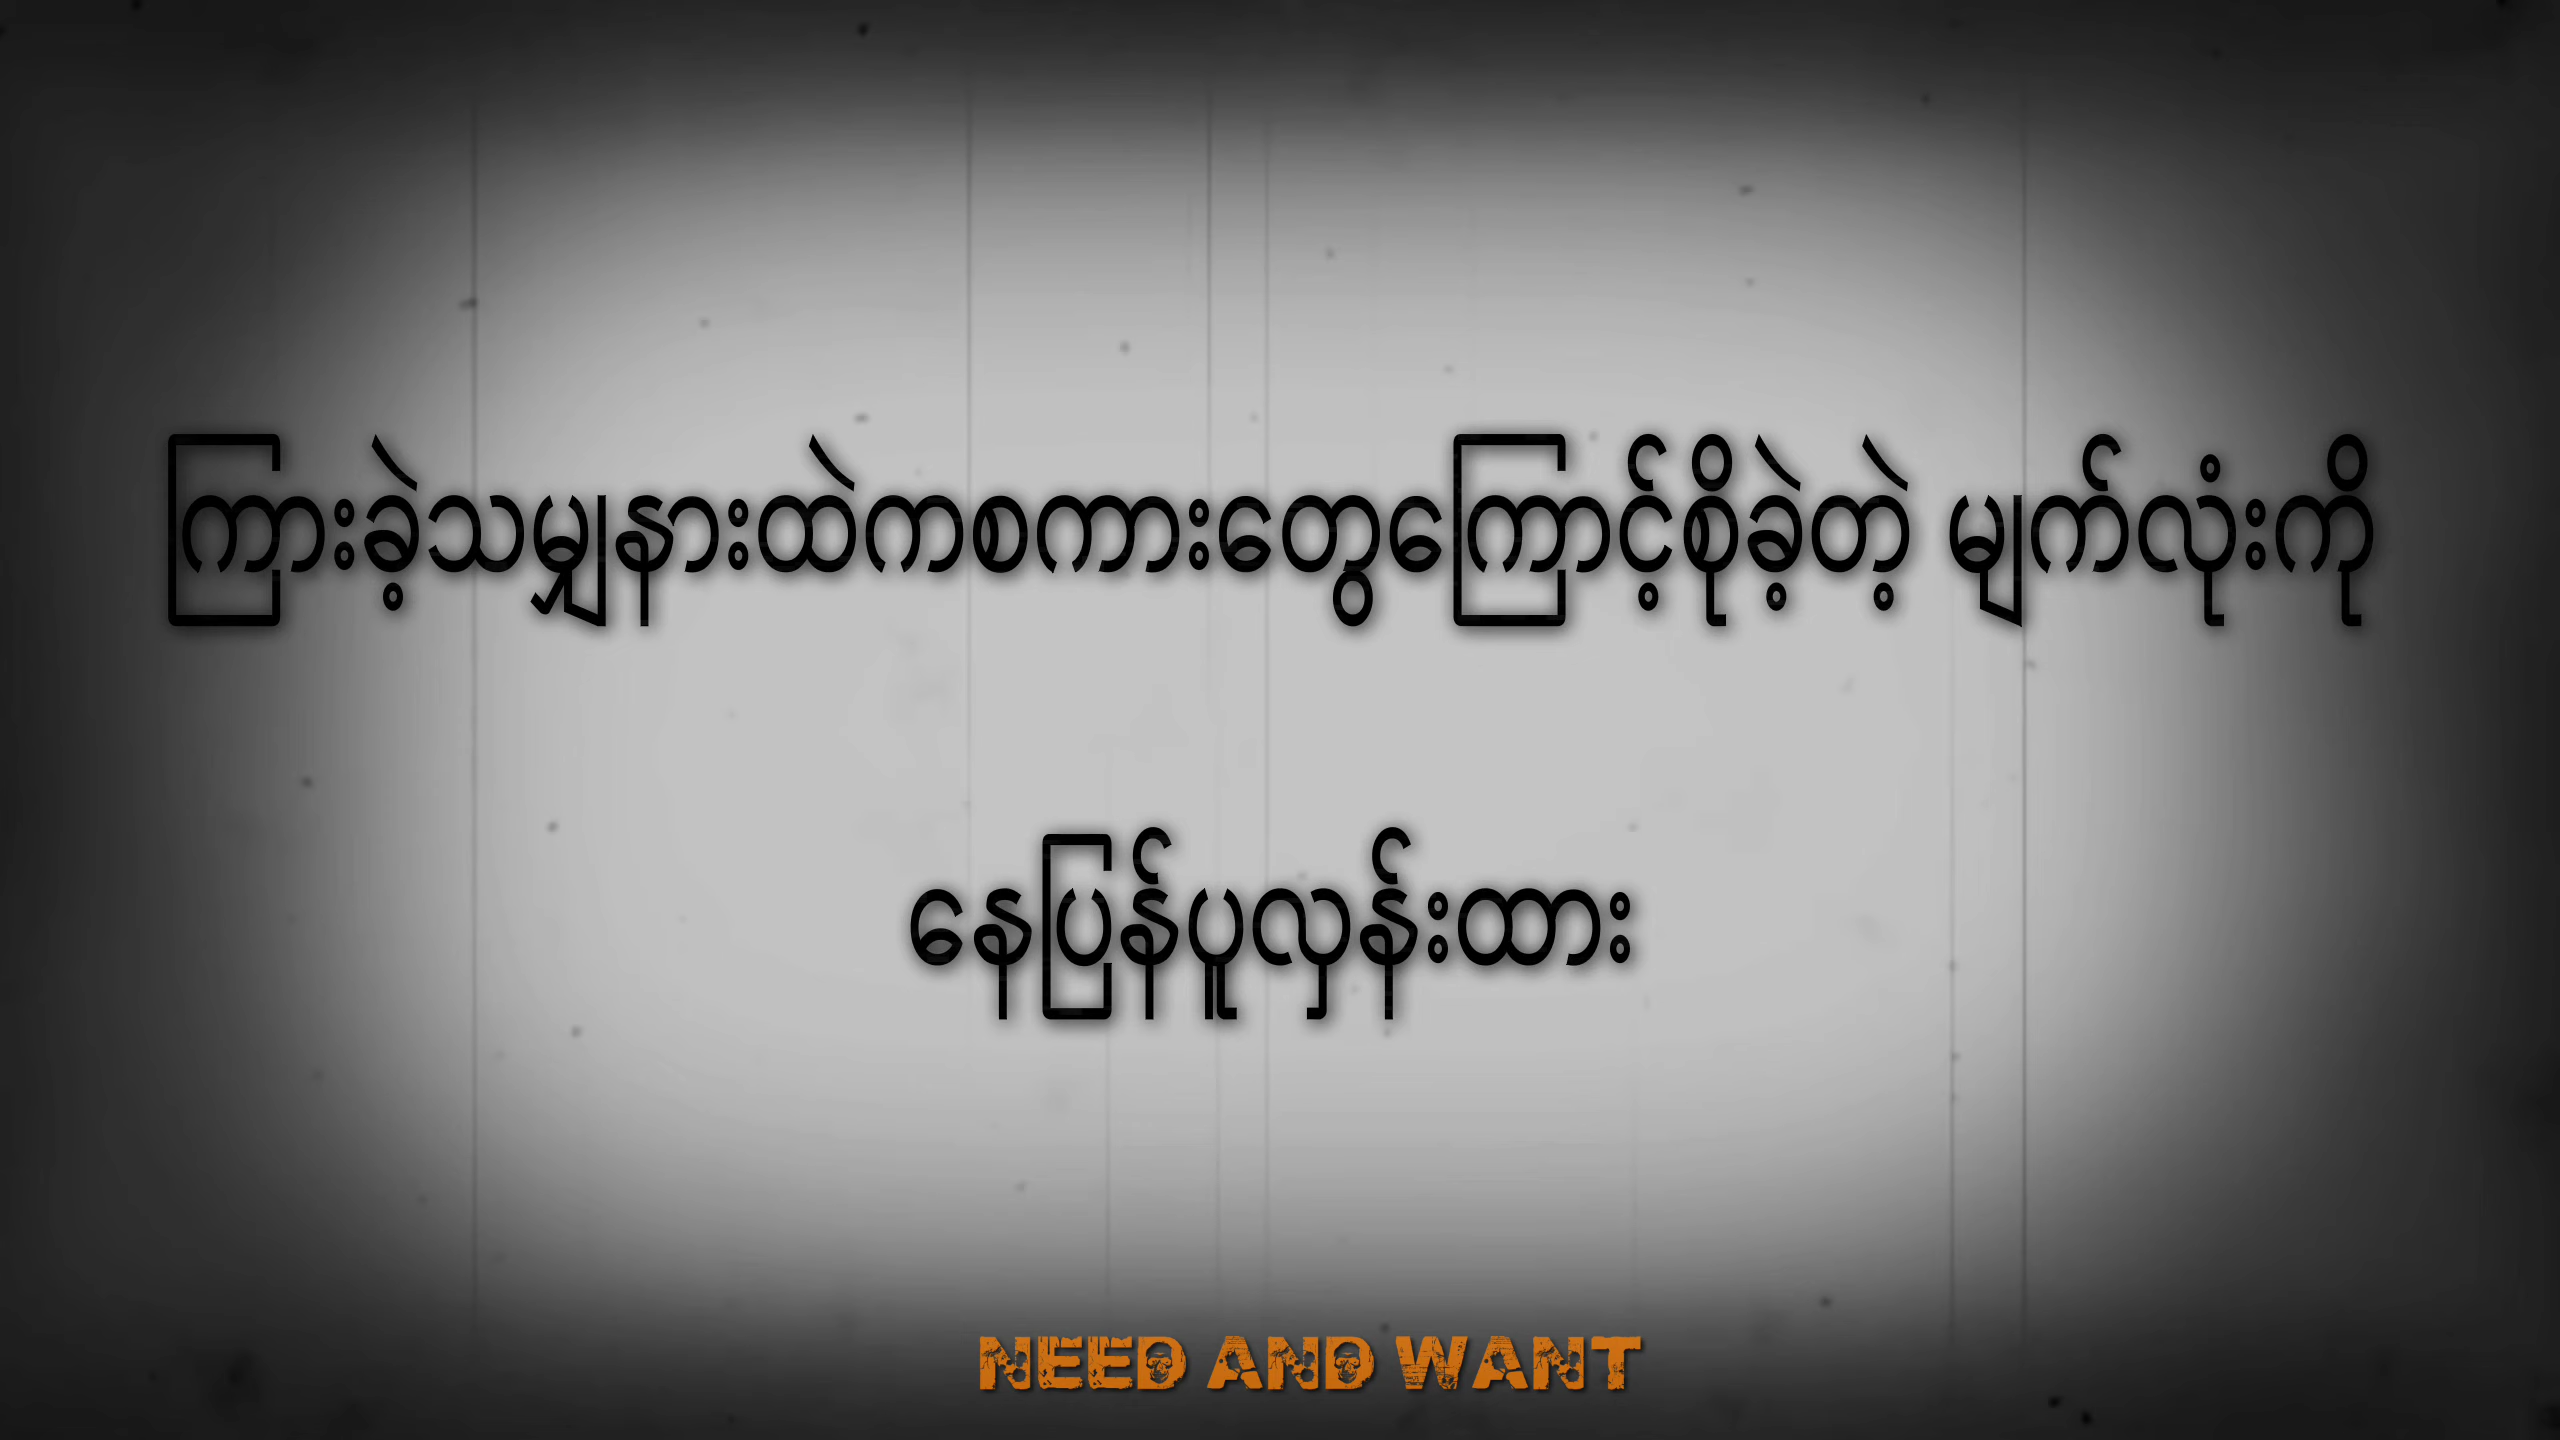 ကြားခဲ့သမျှနားထဲကစကားတွေကြောင့်စိုခဲ့တဲ့ မျက်လုံးကို
နေပြန်ပူလှန်းထား
NEED AND WANT